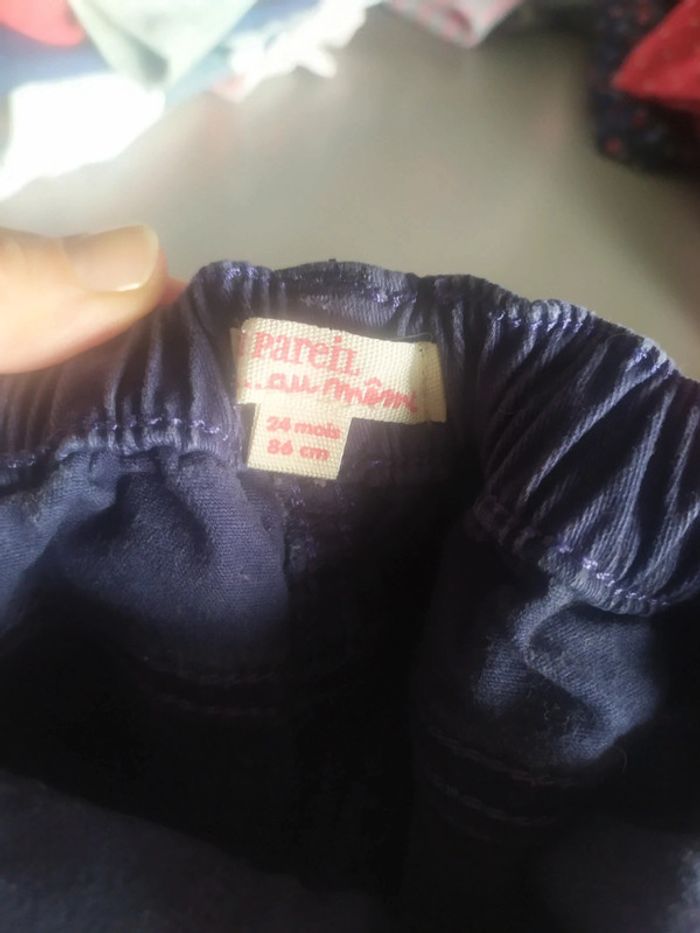 PareiL
...au même
24 mois
86 cm